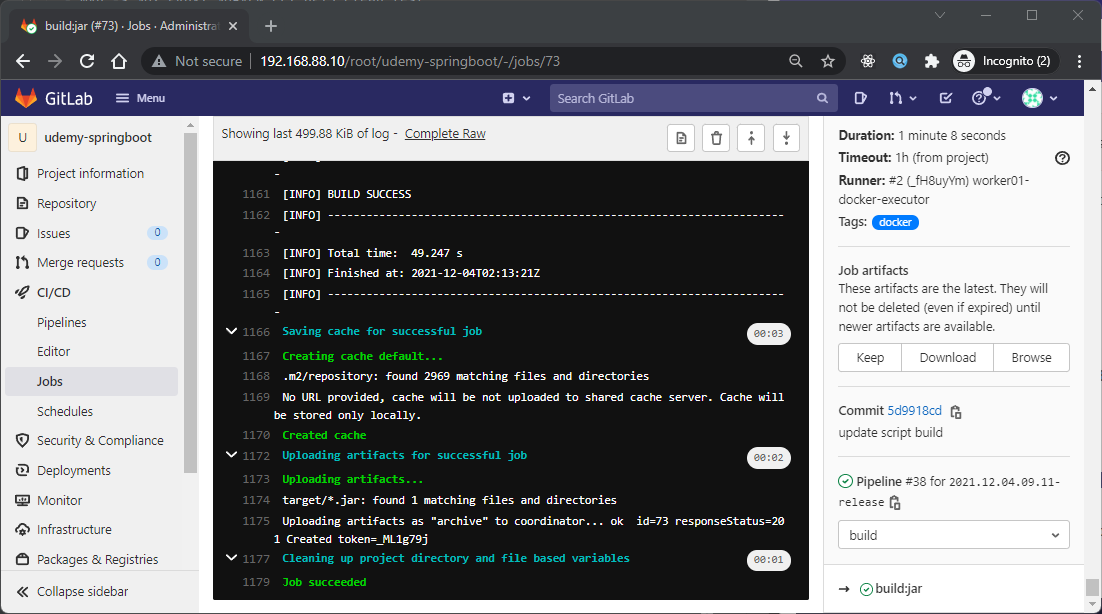 build:jar (#73) · Jobs · Administra
Not secure
192.168.88.10/root/udemy-springboot/-/jobs/73
Incognito (2)
GitLab
Menu
Search GitLab
U
udemy-springboot
Project information
Repository
Issues
0
Merge requests
0
CI/CD
Pipelines
Editor
Jobs
Schedules
Security & Compliance
Deployments
Monitor
Infrastructure
Packages & Registries
Collapse sidebar
Showing last 499.88 KiB of log - Complete Raw
-
1161 [INFO] BUILD SUCCESS
1162 [INFO] ------------------------------------------------------------------------
-
1163 [INFO] Total time:  49.247 s
1164 [INFO] Finished at: 2021-12-04T02:13:21Z
1165 [INFO] ------------------------------------------------------------------------
-
1166 Saving cache for successful job
00:03
1167 Creating cache default...
1168 .m2/repository: found 2969 matching files and directories
1169 No URL provided, cache will be not uploaded to shared cache server. Cache will
be stored only locally.
1170 Created cache
1172 Uploading artifacts for successful job
00:02
1173 Uploading artifacts...
1174 target/*.jar: found 1 matching files and directories
1175 Uploading artifacts as "archive" to coordinator... ok  id=73 responseStatus=20
1 Created token=_ML1g79j
1177 Cleaning up project directory and file based variables
00:01
1179 Job succeeded
Duration: 1 minute 8 seconds
Timeout: 1h (from project)
Runner: #2 (_fH8uyYm) worker01-
docker-executor
Tags: docker
Job artifacts
These artifacts are the latest. They will
not be deleted (even if expired) until
newer artifacts are available.
Keep
Download
Browse
Commit 5d9918cd
update script build
Pipeline #38 for 2021.12.04.09.11-
release
build
→ build:jar